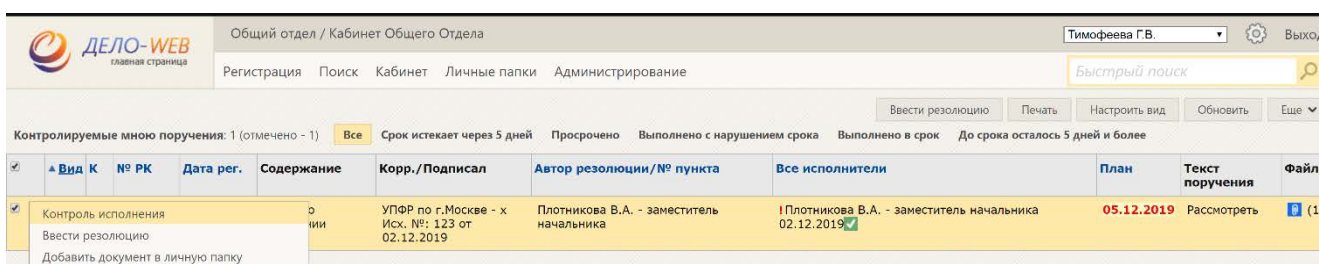 Общий отдел / Кабинет Общего Отдела
Тимофеева Г.В.
ДЕЛО-WEB
главная страница
Регистрация Поиск Кабинет Личные папки Администрирование
Быстрый поиск
Ввести резолюцию Печать Настроить вид Обновить Еще
Контролируемые мною поручения: 1 (отмечено - 1) Все Срок истекает через 5 дней Просрочено Выполнено с нарушением срока Выполнено в срок До срока осталось 5 дней и более
Вид К № РК Дата рег. Содержание Корр./Подписал Автор резолюции/№ пункта Все исполнители План Текст поручения
УПФР по г.Москве - х Плотникова В.А. - заместитель !Плотникова В.А. - заместитель начальника 05.12.2019 Рассмотреть (1
Исх. №: 123 от начальника 02.12.2019
02.12.2019
Контроль исполнения
Ввести резолюцию
Добавить документ в личную папку